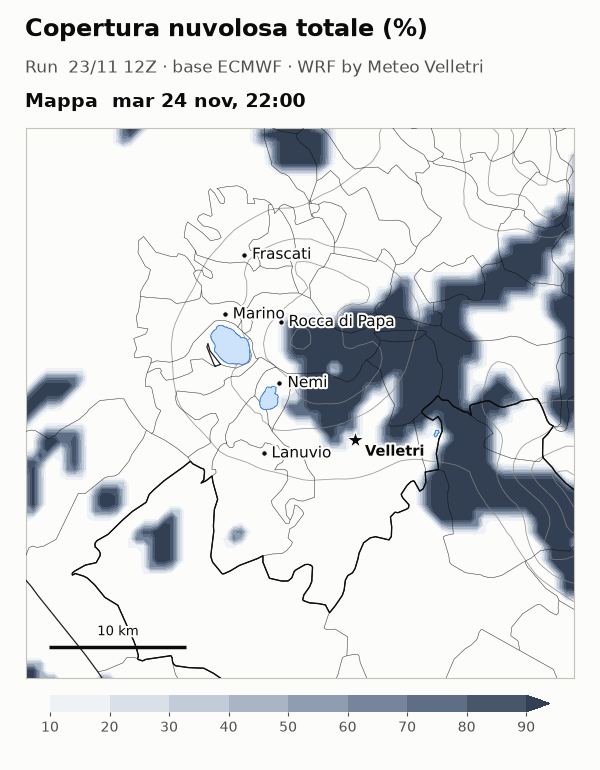 Copertura nuvolosa totale (%)
Run  23/11 12Z · base ECMWF · WRF by Meteo Velletri
Mappa  mar 24 nov, 22:00
Frascati
Marino
Rocca di Papa
Nemi
Velletri
Lanuvio
10 km
10 20 30 40 50 60 70 80 90